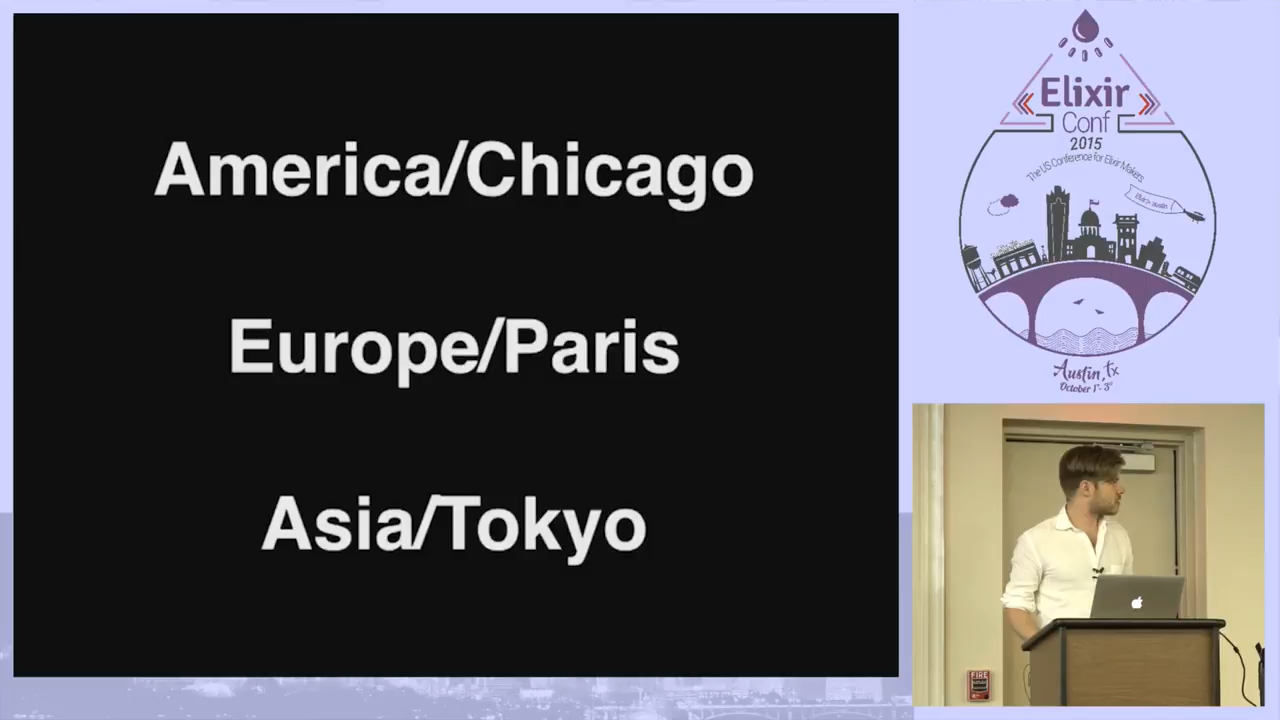 America/Chicago
Europe/Paris
Asia/Tokyo
Elixir
Conf
2015
The US Conference for Elixir Makers
Austin, Tx
October 1st - 3rd
FIRE